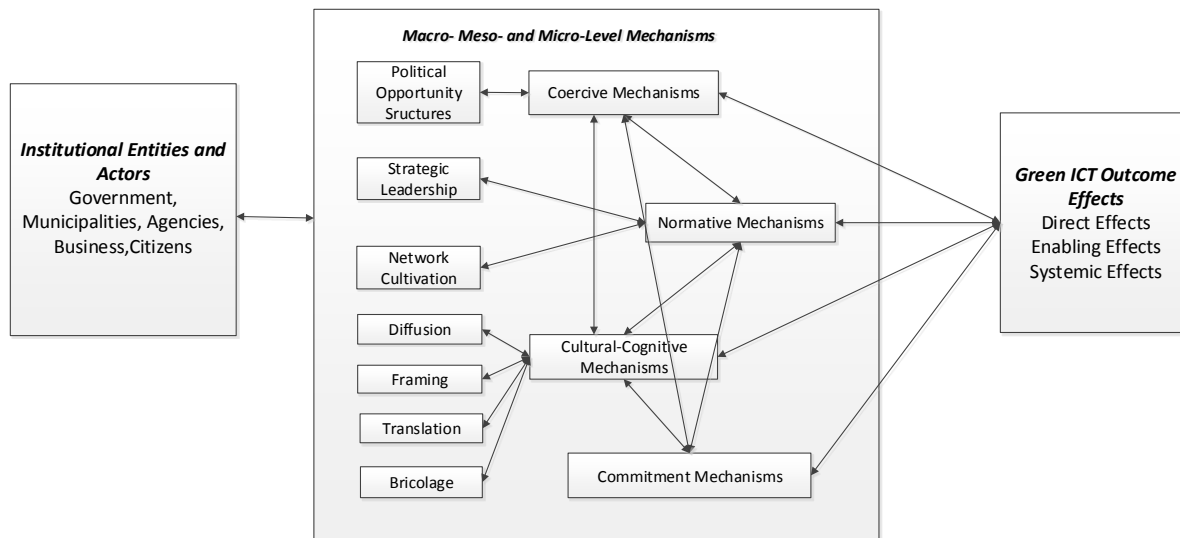 Macro- Meso- and Micro-Level Mechanisms
Institutional Entities and
Actors
Government,
Municipalities, Agencies,
Business,Citizens
Political
Opportunity
Sructures
Strategic
Leadership
Network
Cultivation
Diffusion
Framing
Translation
Bricolage
Coercive Mechanisms
Normative Mechanisms
Cultural-Cognitive
Mechanisms
Commitment Mechanisms
Green ICT Outcome
Effects
Direct Effects
Enabling Effects
Systemic Effects